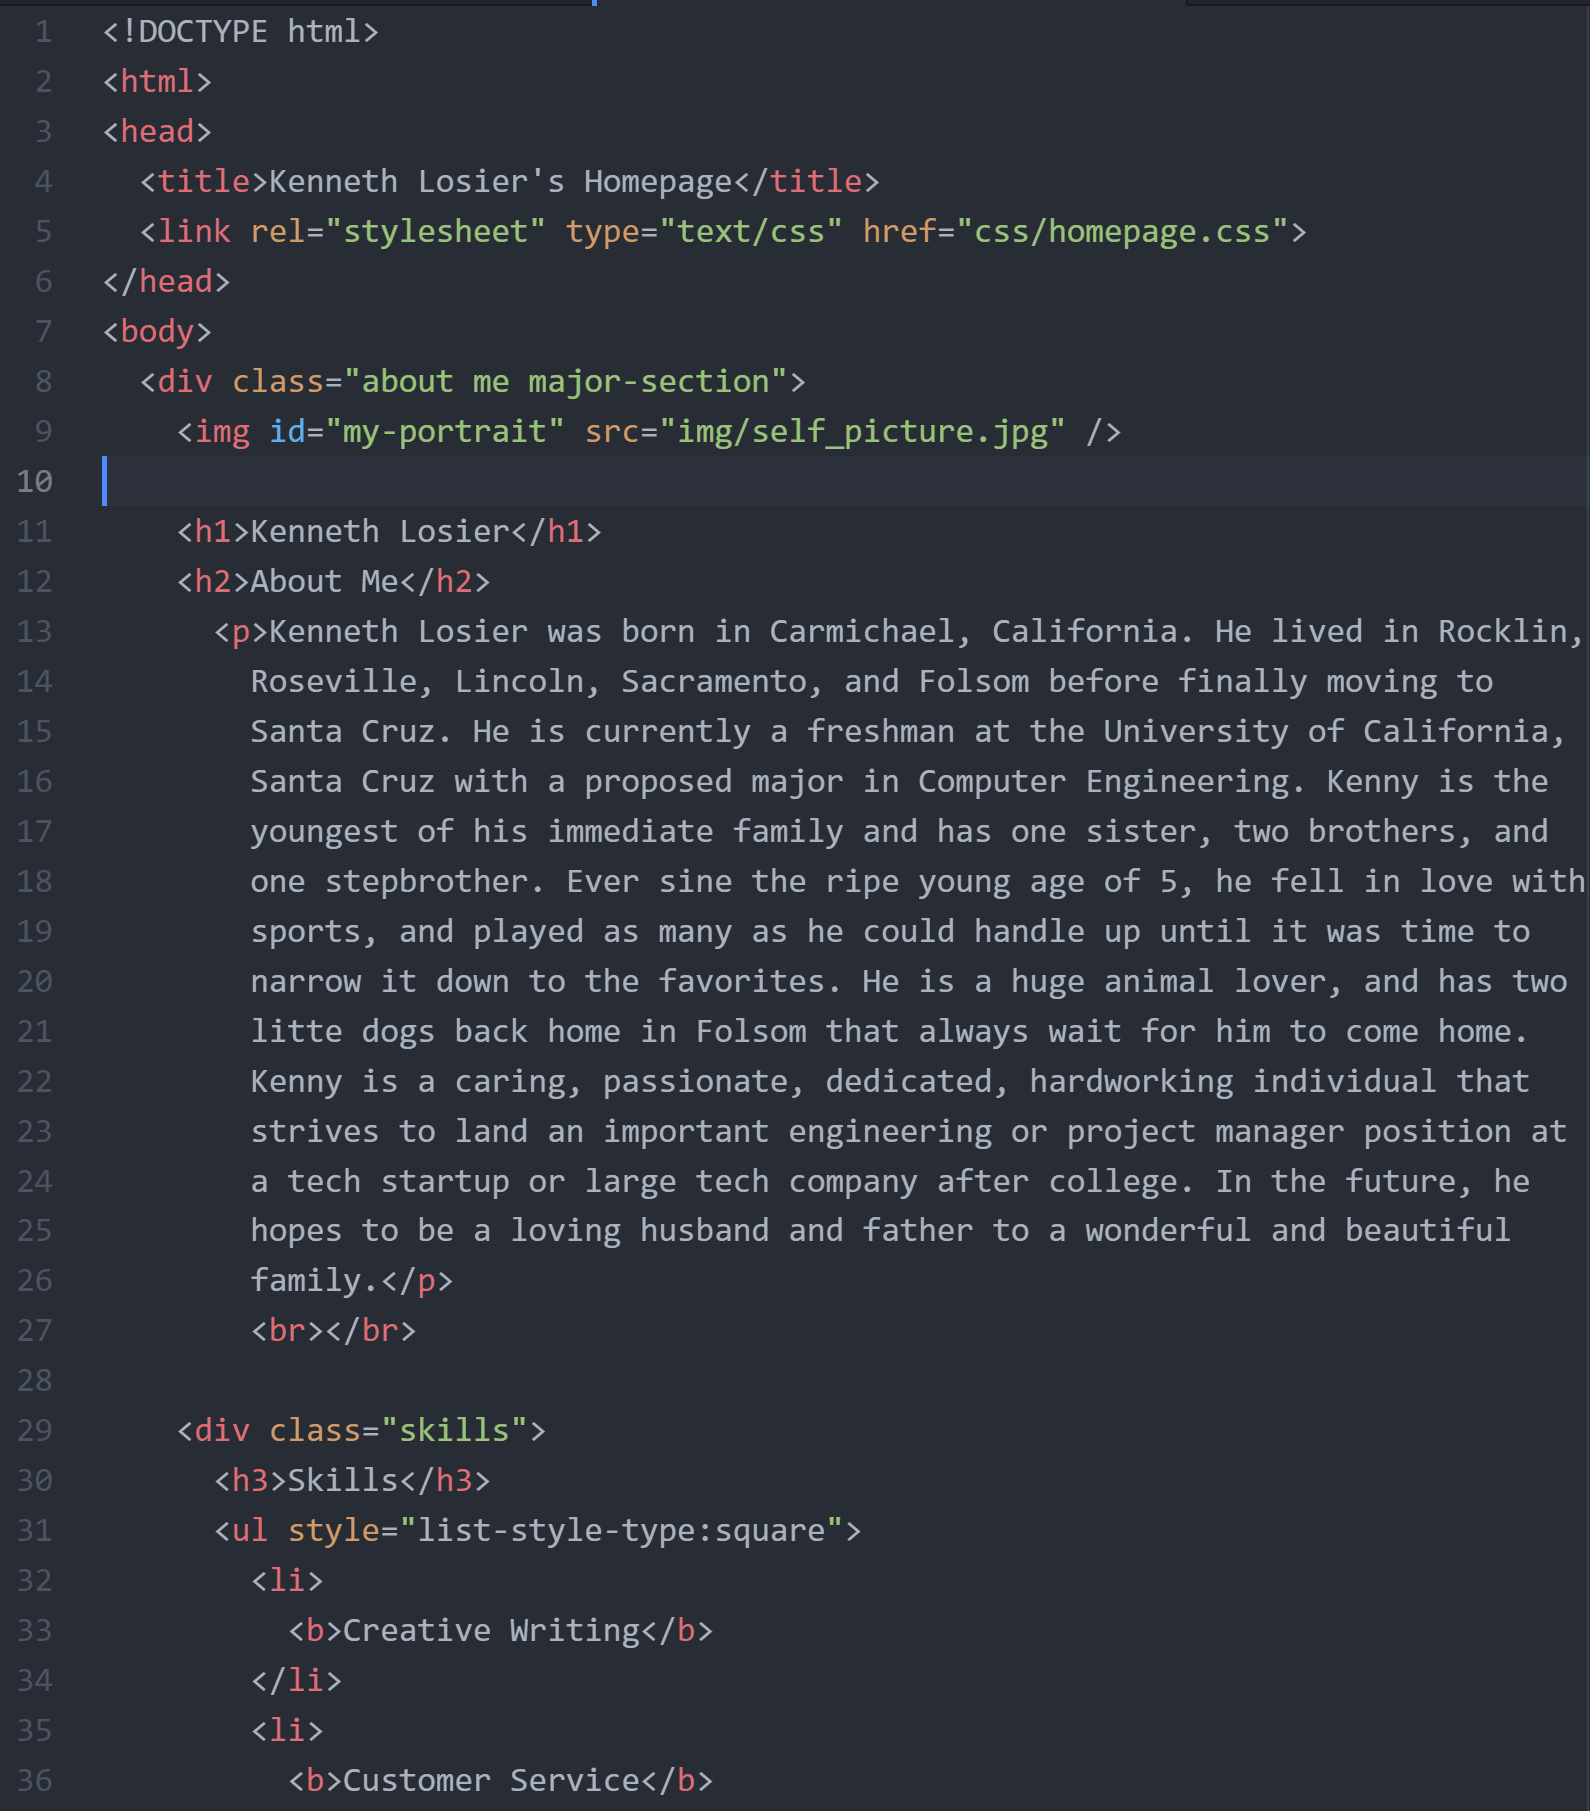 1 <!DOCTYPE html>
2 <html>
3 <head>
4 <title>Kenneth Losier's Homepage</title>
5 <link rel="stylesheet" type="text/css" href="css/homepage.css">
6 </head>
7 <body>
8 <div class="about me major-section">
9 <img id="my-portrait" src="img/self_picture.jpg" />
10
11 <h1>Kenneth Losier</h1>
12 <h2>About Me</h2>
13 <p>Kenneth Losier was born in Carmichael, California. He lived in Rocklin,
14 Roseville, Lincoln, Sacramento, and Folsom before finally moving to
15 Santa Cruz. He is currently a freshman at the University of California,
16 Santa Cruz with a proposed major in Computer Engineering. Kenny is the
17 youngest of his immediate family and has one sister, two brothers, and
18 one stepbrother. Ever sine the ripe young age of 5, he fell in love with
19 sports, and played as many as he could handle up until it was time to
20 narrow it down to the favorites. He is a huge animal lover, and has two
21 litte dogs back home in Folsom that always wait for him to come home.
22 Kenny is a caring, passionate, dedicated, hardworking individual that
23 strives to land an important engineering or project manager position at
24 a tech startup or large tech company after college. In the future, he
25 hopes to be a loving husband and father to a wonderful and beautiful
26 family.</p>
27 <br></br>
28
29 <div class="skills">
30 <h3>Skills</h3>
31 <ul style="list-style-type:square">
32 <li>
33 <b>Creative Writing</b>
34 </li>
35 <li>
36 <b>Customer Service</b>